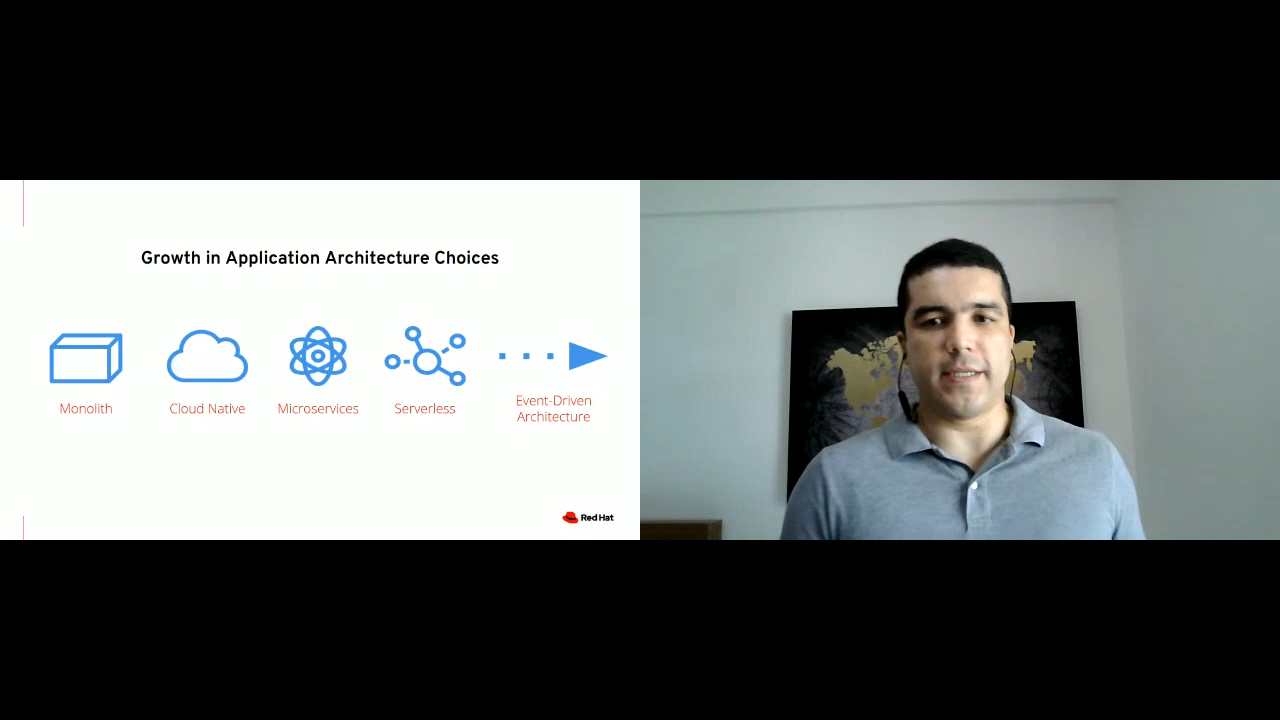 Growth in Application Architecture Choices
Monolith
Cloud Native
Microservices
Serverless
Event-Driven
Architecture
Red Hat